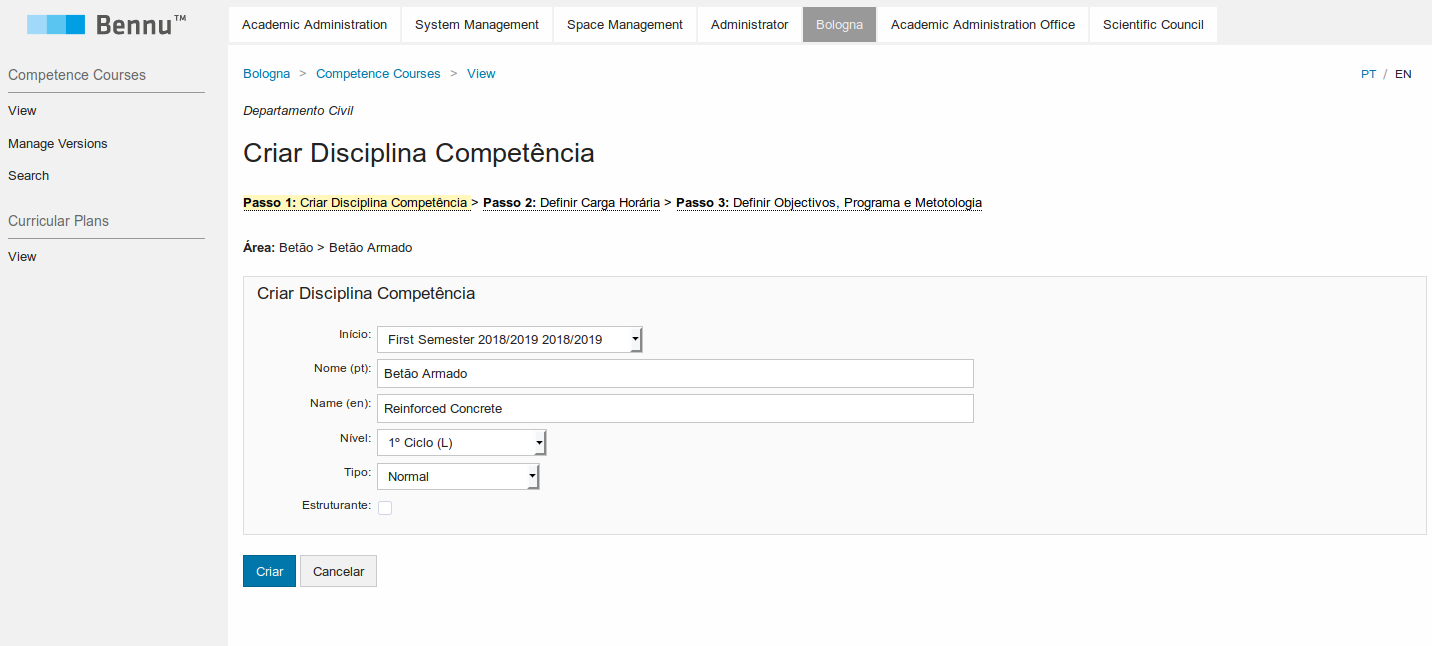 Bennu™
Academic Administration
System Management
Space Management
Administrator
Bologna
Academic Administration Office
Scientific Council
Competence Courses
View
Manage Versions
Search
Curricular Plans
View
Bologna > Competence Courses > View
PT / EN
Departamento Civil
Criar Disciplina Competência
Passo 1: Criar Disciplina Competência > Passo 2: Definir Carga Horária > Passo 3: Definir Objectivos, Programa e Metotologia
Área: Betão > Betão Armado
Criar Disciplina Competência
Início: First Semester 2018/2019 2018/2019
Nome (pt): Betão Armado
Name (en): Reinforced Concrete
Nível: 1º Ciclo (L)
Tipo: Normal
Estruturante:
Criar Cancelar